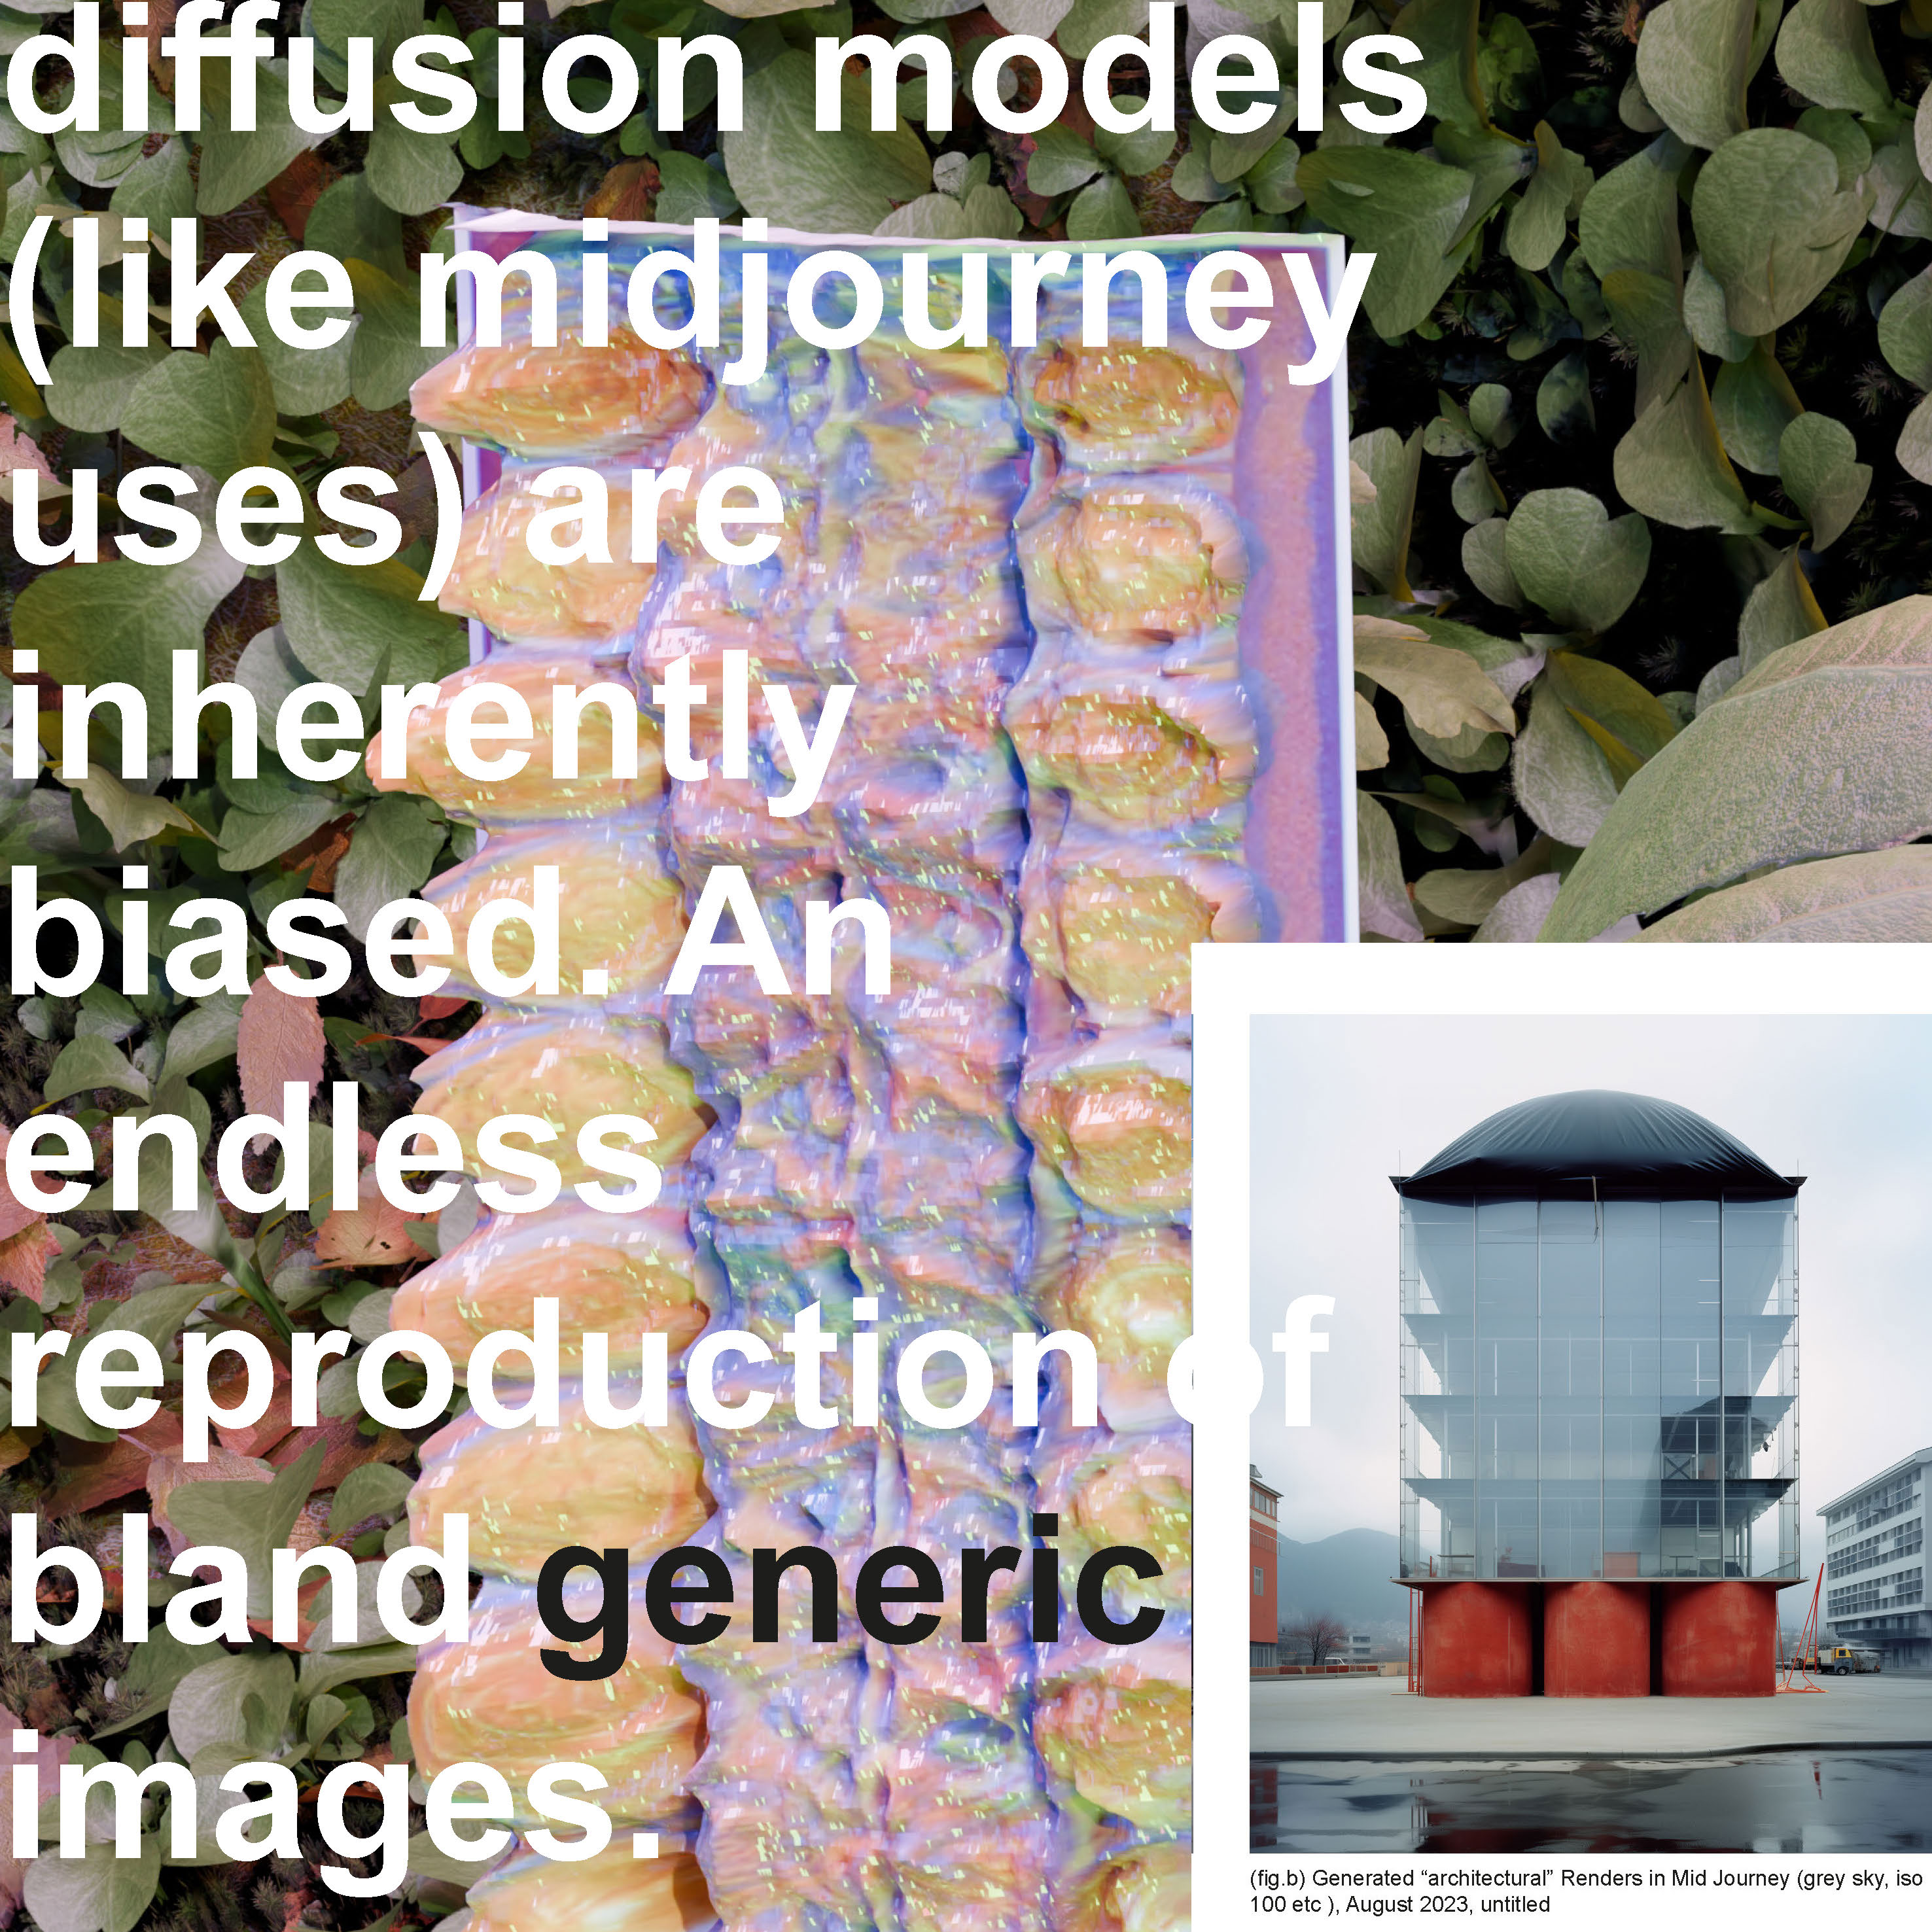 diffusion models
(like midjourney
uses) are
inherently
biased. An
endless
reproduction of
bland generic
images.
(fig.b) Generated “architectural” Renders in Mid Journey (grey sky, iso
100 etc ), August 2023, untitled